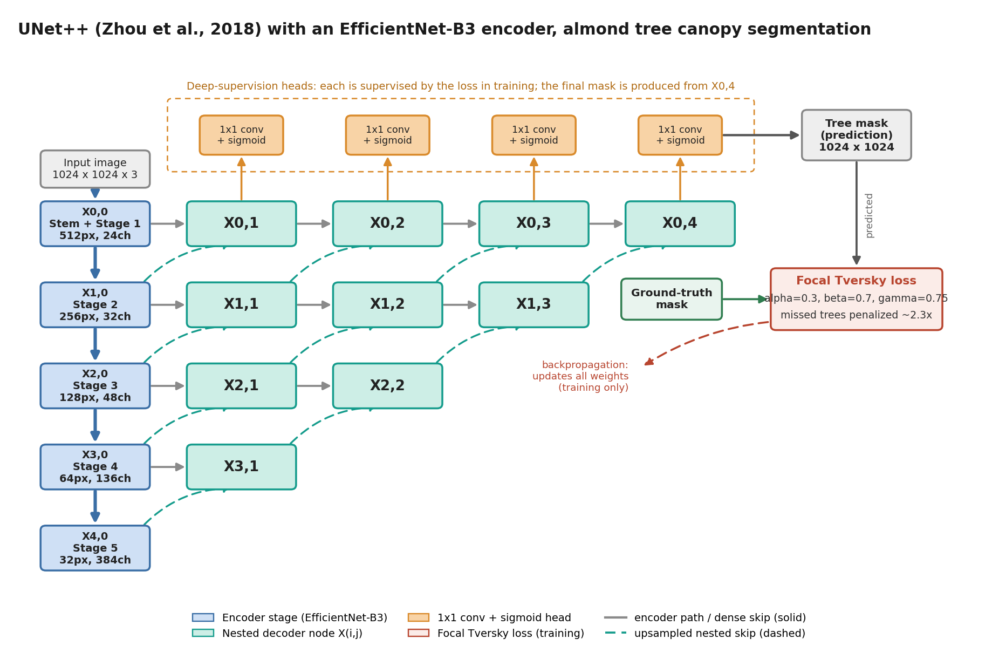 UNet++ (Zhou et al., 2018) with an EfficientNet-B3 encoder, almond tree canopy segmentation
Deep-supervision heads: each is supervised by the loss in training; the final mask is produced from X0,4
1x1 conv
+ sigmoid
1x1 conv
+ sigmoid
1x1 conv
+ sigmoid
1x1 conv
+ sigmoid
Tree mask
(prediction)
1024 x 1024
Input image
1024 x 1024 x 3
X0,0
Stem + Stage 1
512px, 24ch
X0,1
X0,2
X0,3
X0,4
predicted
X1,0
Stage 2
256px, 32ch
X1,1
X1,2
X1,3
Ground-truth
mask
Focal Tversky loss
alpha=0.3, beta=0.7, gamma=0.75
missed trees penalized ~2.3x
X2,0
Stage 3
128px, 48ch
X2,1
X2,2
backpropagation:
updates all weights
(training only)
X3,0
Stage 4
64px, 136ch
X3,1
X4,0
Stage 5
32px, 384ch
Encoder stage (EfficientNet-B3)
Nested decoder node X(i,j)
1x1 conv + sigmoid head
Focal Tversky loss (training)
encoder path / dense skip (solid)
upsampled nested skip (dashed)